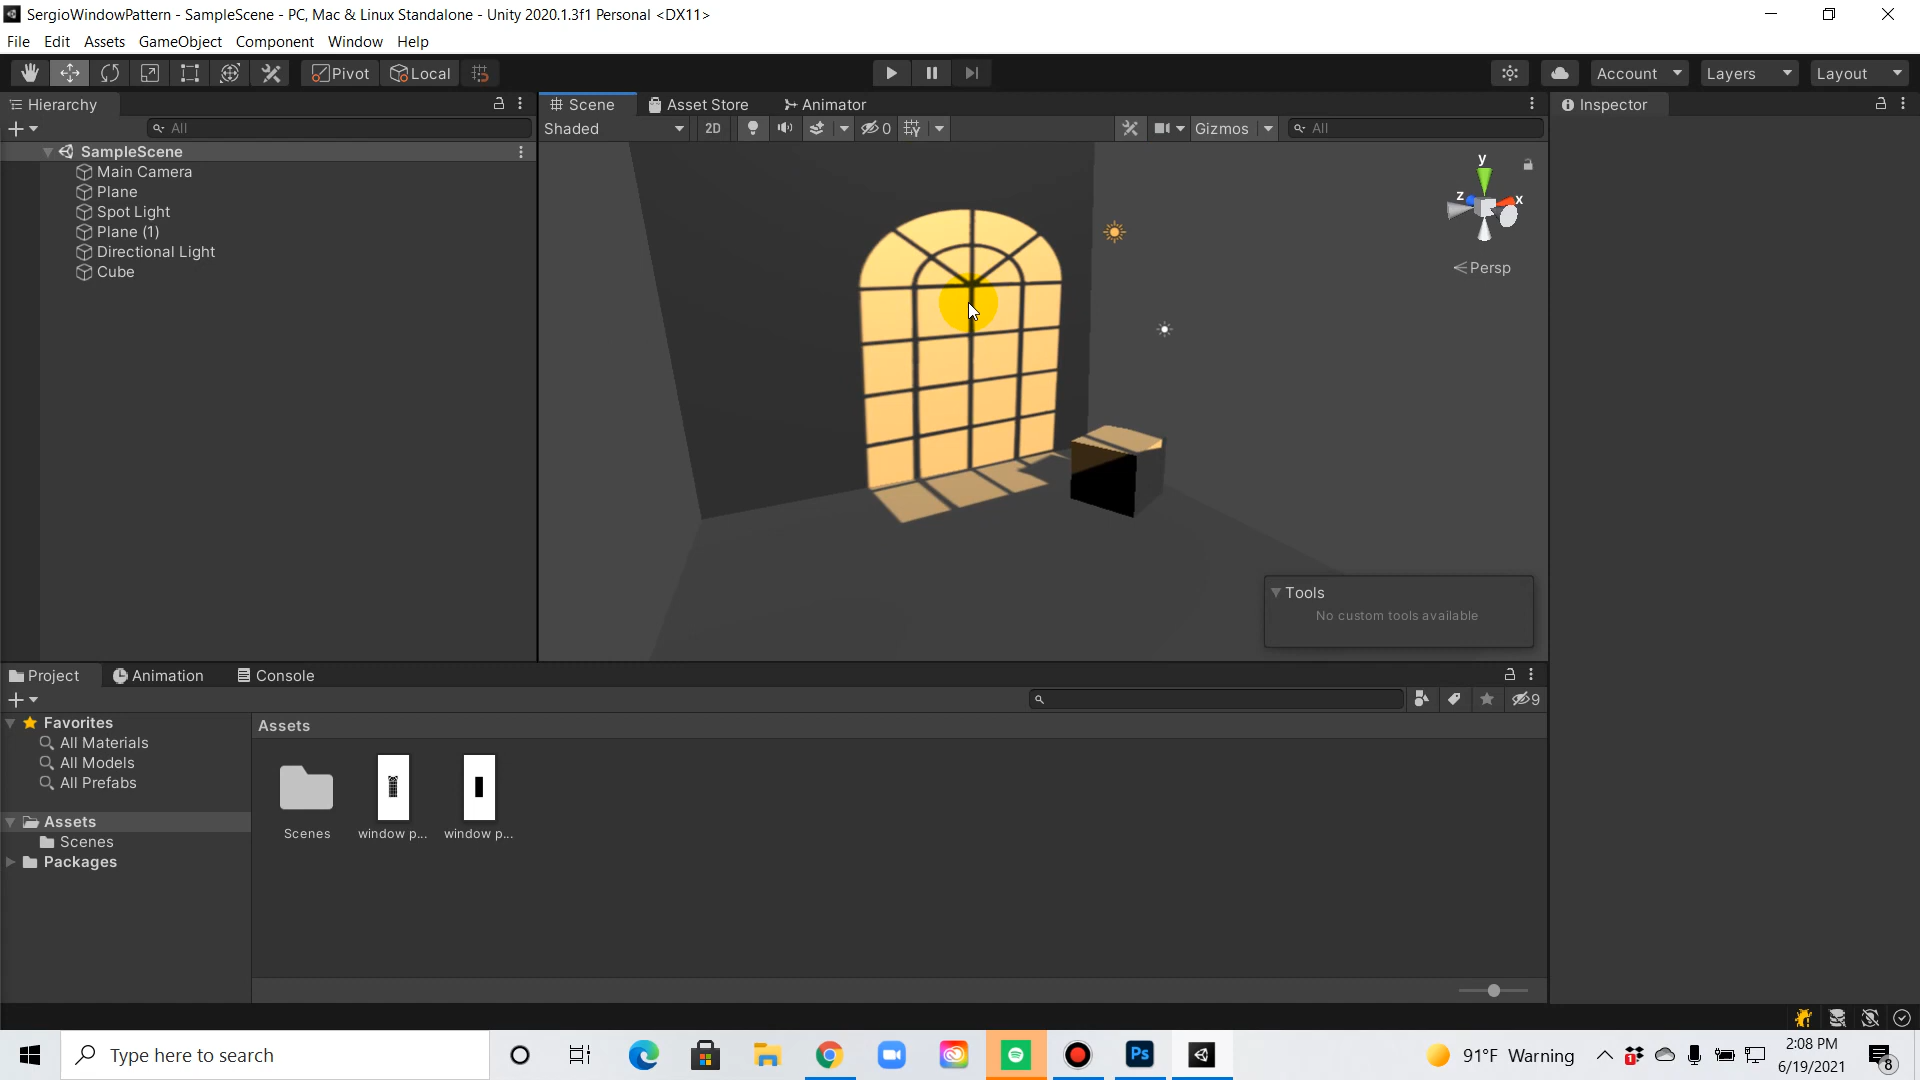 SergioWindowPattern - SampleScene - PC, Mac & Linux Standalone - Unity 2020.1.3f1 Personal <DX11>
File Edit Assets GameObject Component Window Help
Pivot Local Account Layers Layout
Hierarchy
All
SampleScene
Main Camera
Plane
Spot Light
Plane (1)
Directional Light
Cube
Scene Asset Store Animator
Shaded 2D 0 Gizmos All
y
z x
Persp
Tools
No custom tools available
Inspector
Project Animation Console
9
Favorites
All Materials
All Models
All Prefabs
Assets
Scenes
Packages
Assets
Scenes window p... window p...
Type here to search
Ps
91°F Warning
1
2:08 PM
6/19/2021
8